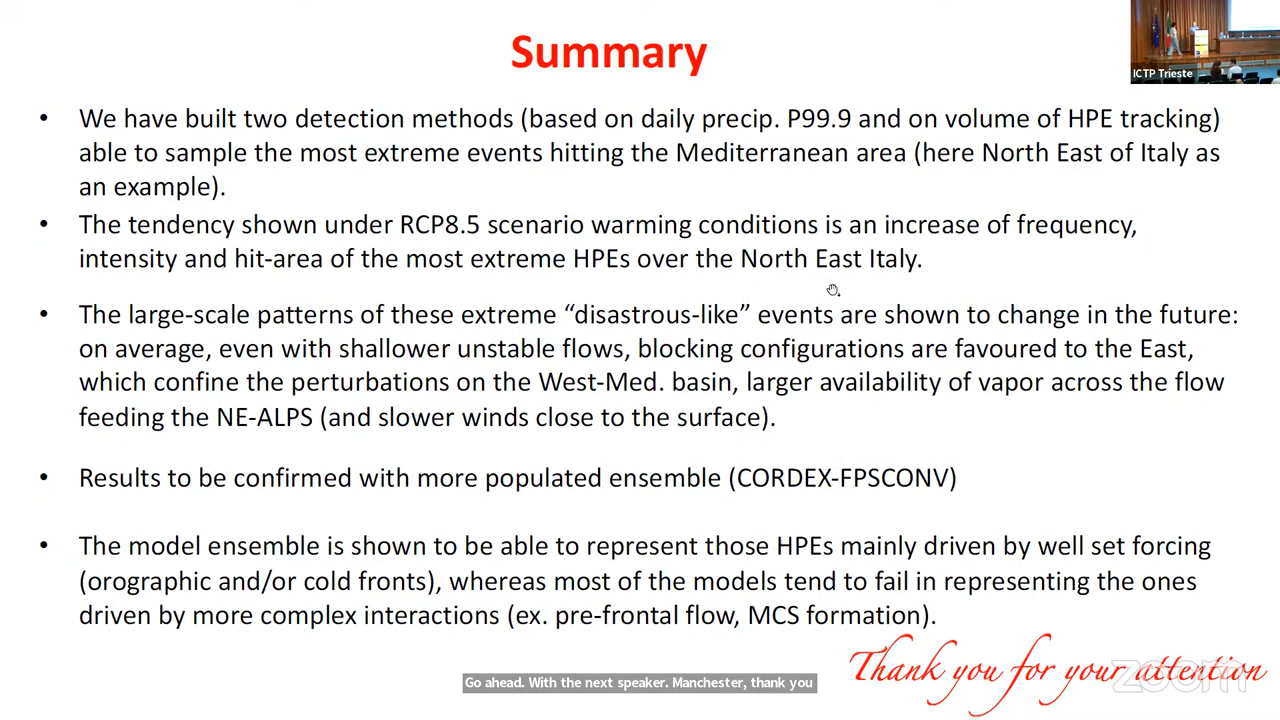 Summary
ICTP Trieste
• We have built two detection methods (based on daily precip. P99.9 and on volume of HPE tracking)
able to sample the most extreme events hitting the Mediterranean area (here North East of Italy as
an example).
• The tendency shown under RCP8.5 scenario warming conditions is an increase of frequency,
intensity and hit-area of the most extreme HPEs over the North East Italy.
• The large-scale patterns of these extreme “disastrous-like” events are shown to change in the future:
on average, even with shallower unstable flows, blocking configurations are favoured to the East,
which confine the perturbations on the West-Med. basin, larger availability of vapor across the flow
feeding the NE-ALPS (and slower winds close to the surface).
• Results to be confirmed with more populated ensemble (CORDEX-FPSCONV)
• The model ensemble is shown to be able to represent those HPEs mainly driven by well set forcing
(orographic and/or cold fronts), whereas most of the models tend to fail in representing the ones
driven by more complex interactions (ex. pre-frontal flow, MCS formation).
Thank you for your attention
zoom
Go ahead. With the next speaker. Manchester, thank you